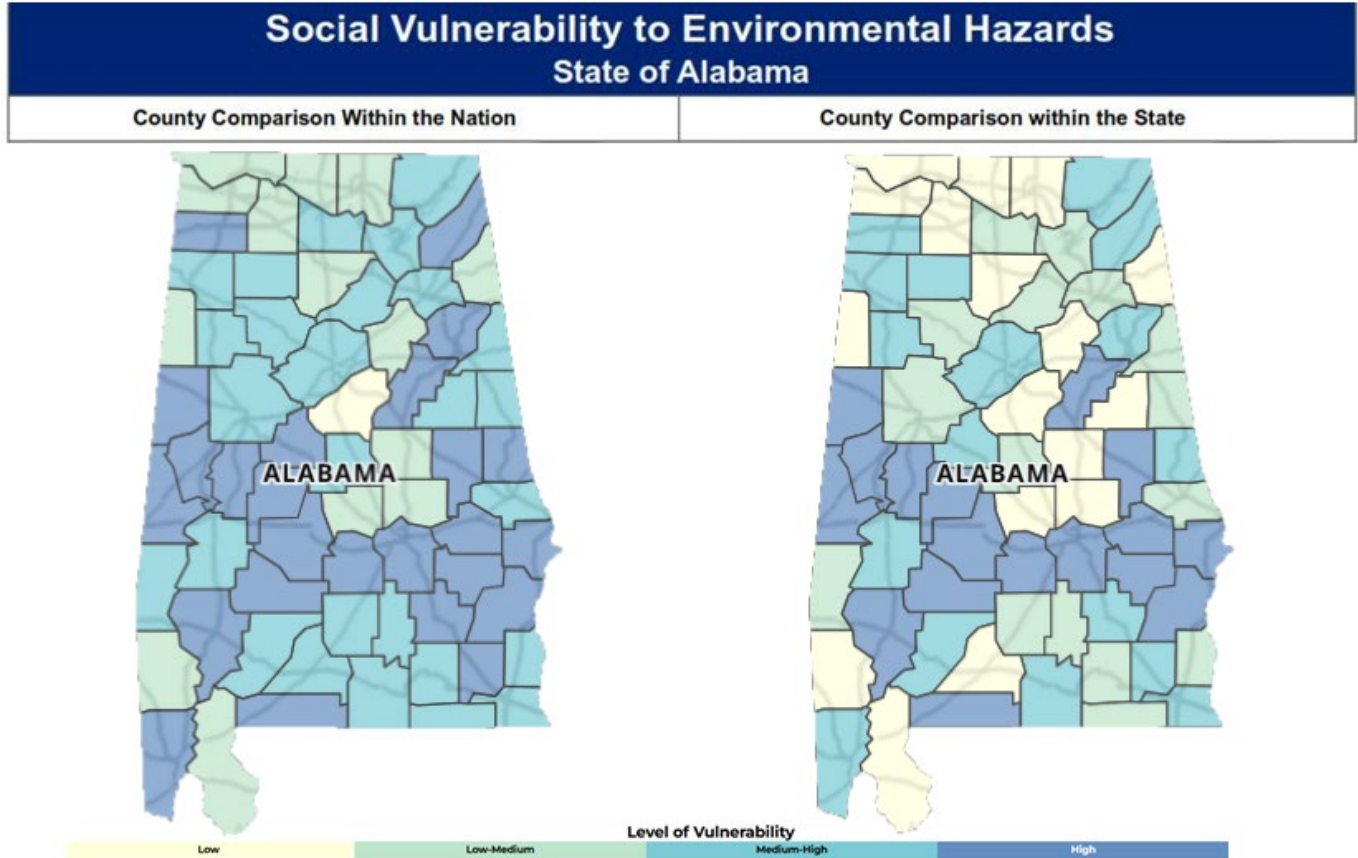 Social Vulnerability to Environmental Hazards
State of Alabama
County Comparison Within the Nation
County Comparison within the State
ALABAMA
ALABAMA
Level of Vulnerability
Low
Low-Medium
Medium-High
High